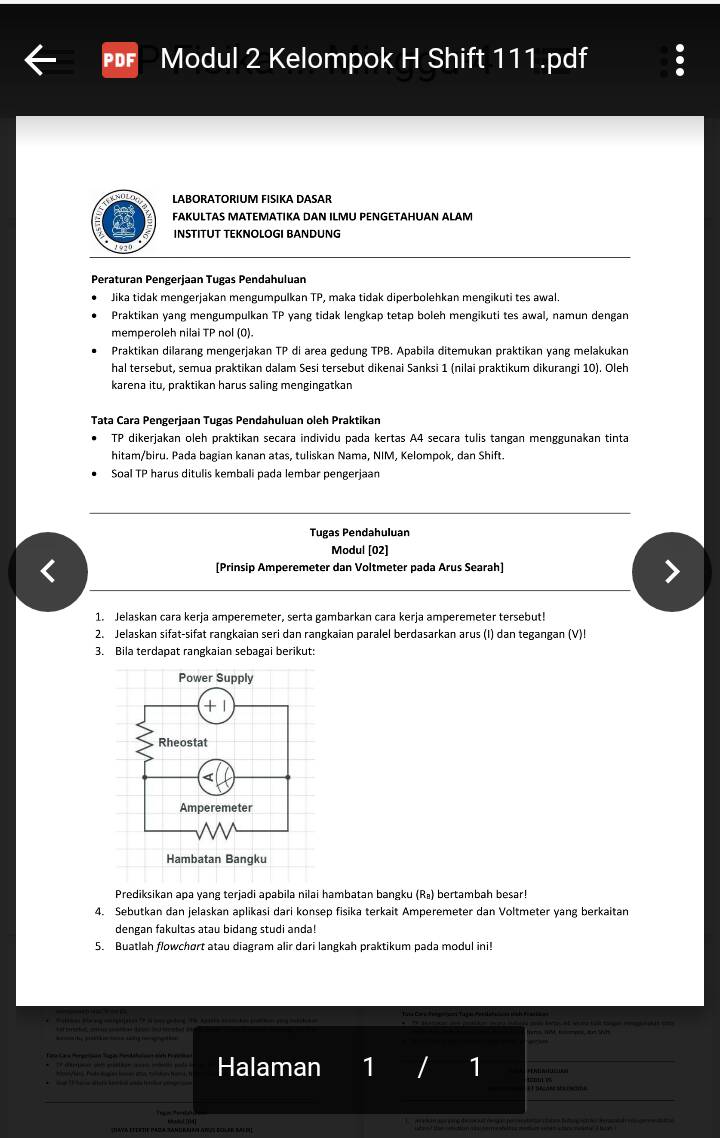 Modul 2 Kelompok H Shift 111.pdf
PDF
INSTITUT TEKNOLOGI BANDUNG
1920
LABORATORIUM FISIKA DASAR
FAKULTAS MATEMATIKA DAN ILMU PENGETAHUAN ALAM
INSTITUT TEKNOLOGI BANDUNG
Peraturan Pengerjaan Tugas Pendahuluan
• Jika tidak mengerjakan mengumpulkan TP, maka tidak diperbolehkan mengikuti tes awal.
• Praktikan yang mengumpulkan TP yang tidak lengkap tetap boleh mengikuti tes awal, namun dengan
memperoleh nilai TP nol (0).
• Praktikan dilarang mengerjakan TP di area gedung TPB. Apabila ditemukan praktikan yang melakukan
hal tersebut, semua praktikan dalam Sesi tersebut dikenai Sanksi 1 (nilai praktikum dikurangi 10). Oleh
karena itu, praktikan harus saling mengingatkan
Tata Cara Pengerjaan Tugas Pendahuluan oleh Praktikan
• TP dikerjakan oleh praktikan secara individu pada kertas A4 secara tulis tangan menggunakan tinta
hitam/biru. Pada bagian kanan atas, tuliskan Nama, NIM, Kelompok, dan Shift.
• Soal TP harus ditulis kembali pada lembar pengerjaan
Tugas Pendahuluan
Modul [02]
[Prinsip Amperemeter dan Voltmeter pada Arus Searah]
1. Jelaskan cara kerja amperemeter, serta gambarkan cara kerja amperemeter tersebut!
2. Jelaskan sifat-sifat rangkaian seri dan rangkaian paralel berdasarkan arus (I) dan tegangan (V)!
3. Bila terdapat rangkaian sebagai berikut:
Power Supply
Rheostat
A
Amperemeter
Hambatan Bangku
Prediksikan apa yang terjadi apabila nilai hambatan bangku (RB) bertambah besar!
4. Sebutkan dan jelaskan aplikasi dari konsep fisika terkait Amperemeter dan Voltmeter yang berkaitan
dengan fakultas atau bidang studi anda!
5. Buatlah flowchart atau diagram alir dari langkah praktikum pada modul ini!
Halaman 1 / 1